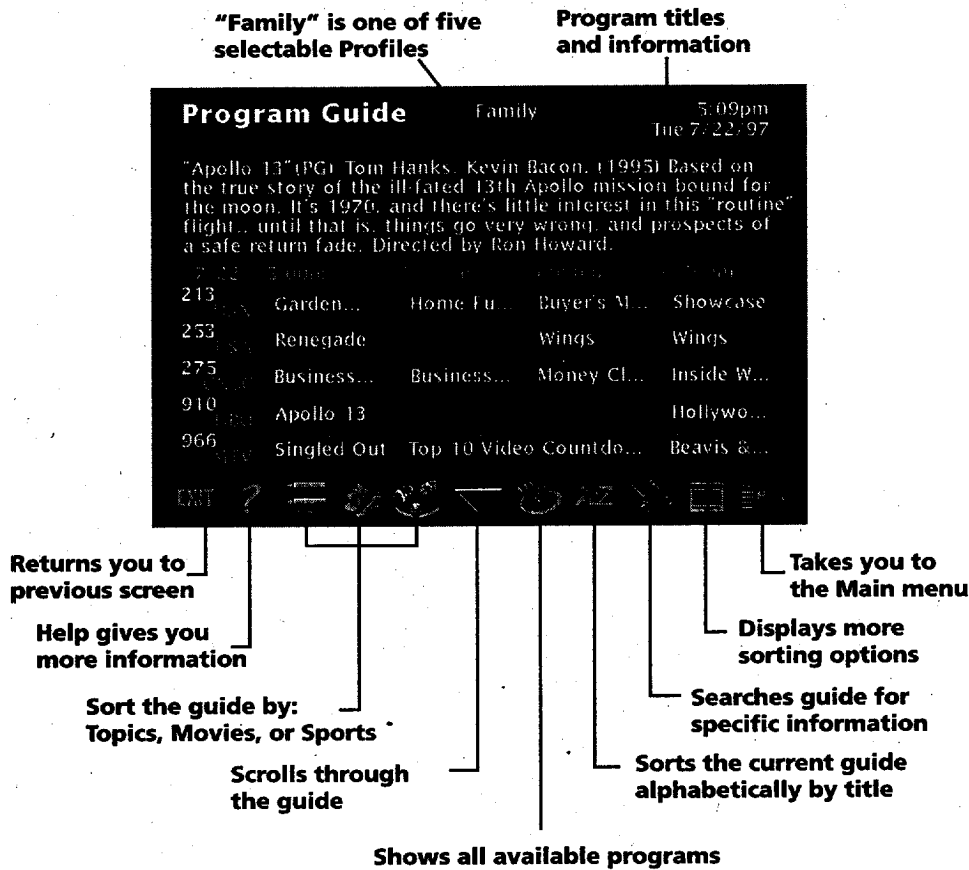 "Family" is one of five
selectable Profiles
Program titles
and information
Program Guide
Family
5:09pm
Tue 7/22/97
"Apollo 13"(PG) Tom Hanks, Kevin Bacon. (1995) Based on
the true story of the ill-fated 13th Apollo mission bound for
the moon. It's 1970, and there's little interest in this "routine"
flight.. until that is, things go very wrong, and prospects of
a safe return fade. Directed by Ron Howard.
213 Garden... Home Fu... Buyer's M... Showcase
253 Renegade Wings Wings
275 Business... Business... Money Cl... Inside W...
910 Apollo 13 Hollywo...
966 Singled Out Top 10 Video Countdo... Beavis &...
EXIT ? A-Z
Returns you to
previous screen
Help gives you
more information
Sort the guide by:
Topics, Movies, or Sports
Scrolls through
the guide
Shows all available programs
Sorts the current guide
alphabetically by title
Searches guide for
specific information
Displays more
sorting options
Takes you to
the Main menu